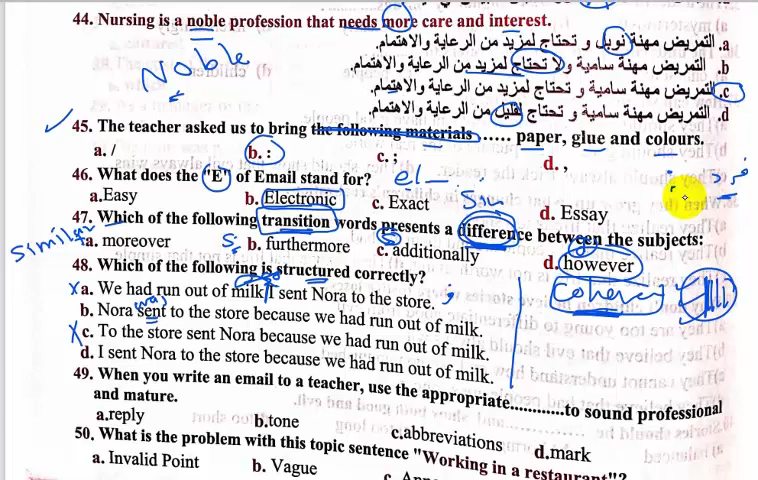 44. Nursing is a noble profession that needs more care and interest.
a. التمريض مهنة نوبل و تحتاج لمزيد من الرعاية والاهتمام.
Noble
b. التمريض مهنة سامية و لا تحتاج لمزيد من الرعاية والاهتمام.
c. التمريض مهنة سامية و تحتاج لمزيد من الرعاية والاهتمام.
d. التمريض مهنة سامية و تحتاج لقليل من الرعاية والاهتمام.
45. The teacher asked us to bring the following materials ..... paper, glue and colours.
a. / b. : c. ; d. ,
46. What does the "E" of Email stand for? el_
a.Easy b. Electronic c. Exact d. Essay
47. Which of the following transition words presents a difference between the subjects:
similar
a. moreover b. furthermore c. additionally d. however
48. Which of the following is structured correctly?
Coherency
a. We had run out of milk I sent Nora to the store.
was
b. Nora sent to the store because we had run out of milk.
c. To the store sent Nora because we had run out of milk.
d. I sent Nora to the store because we had run out of milk.
49. When you write an email to a teacher, use the appropriate............to sound professional
and mature.
a.reply b.tone c.abbreviations d.mark
50. What is the problem with this topic sentence "Working in a restaurant"?
a. Invalid Point b. Vague